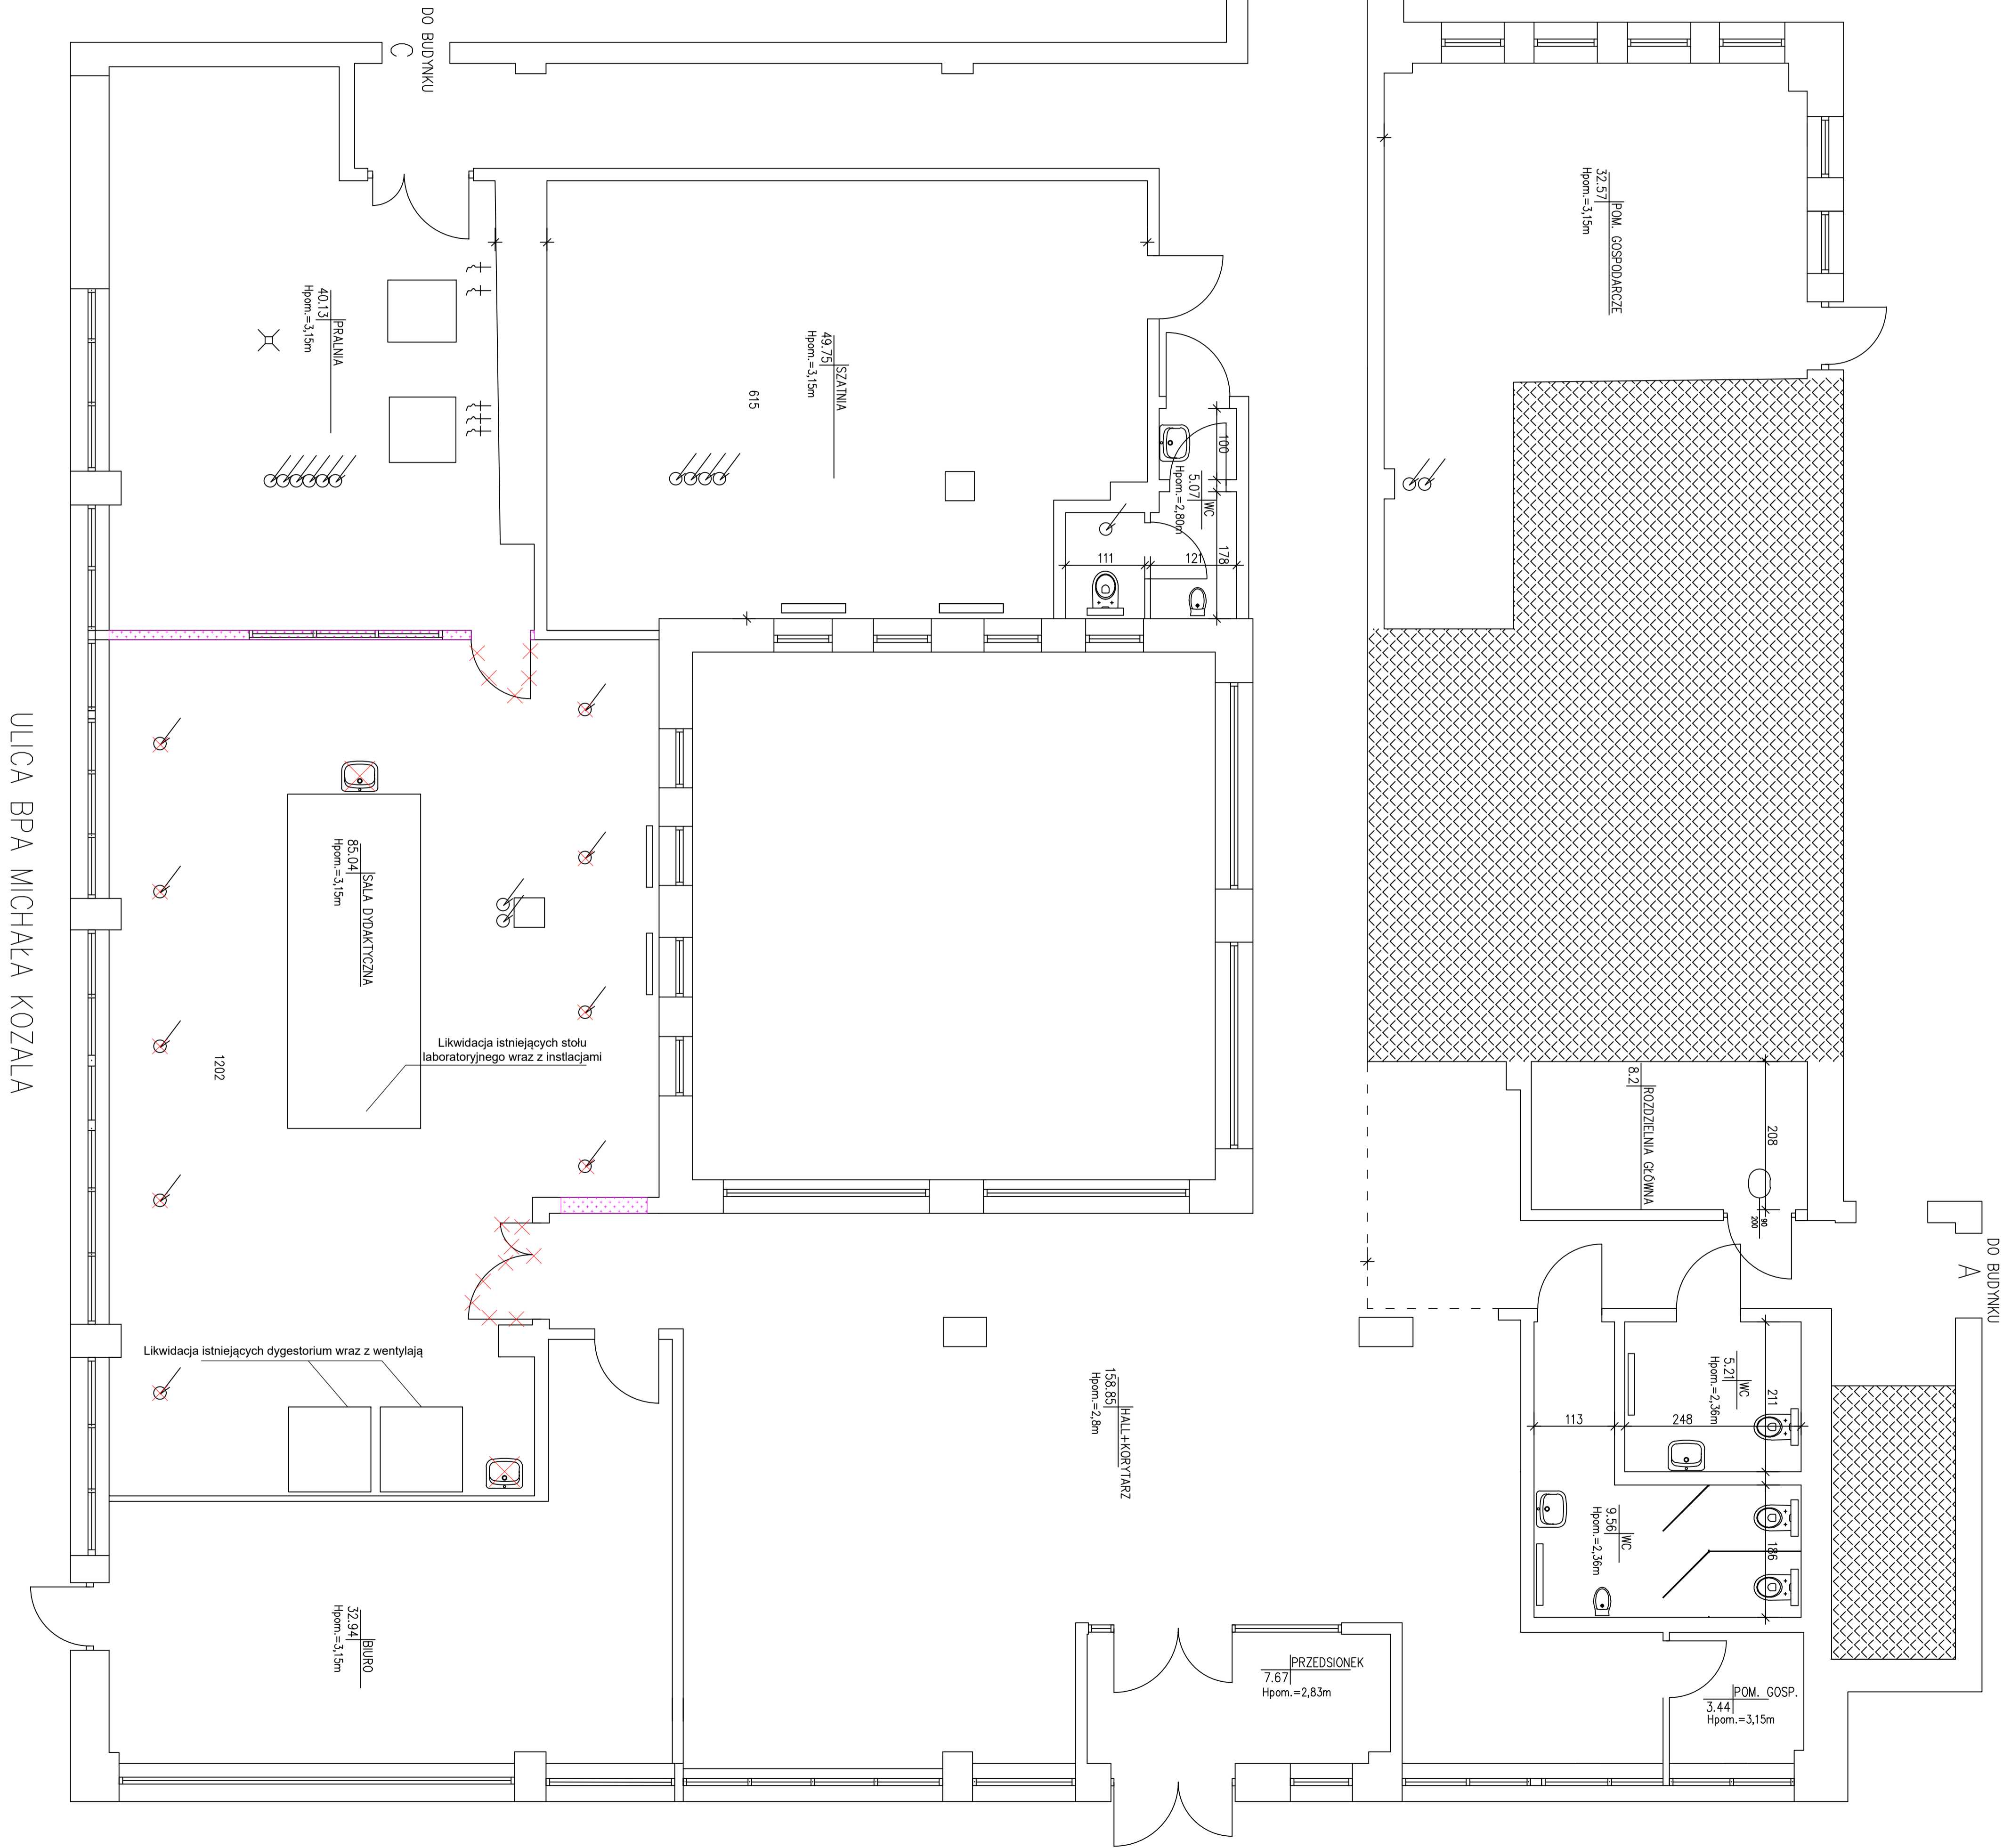 DO BUDYNKU
C
32.57 POM. GOSPODARCZE
Hpom.=3,15m
40.13 PRALNIA
Hpom.=3,15m
49.75 SZATNIA
Hpom.=3,15m
615
100
5.07 WC
Hpom.=2,80m
178
111
121
ULICA BPA MICHAŁA KOZALA
85.04 SALA DYDAKTYCZNA
Hpom.=3,15m
Likwidacja istniejących stołu
laboratoryjnego wraz z instlacjami
1202
8.2 ROZDZIELNIA GŁÓWNA
208
90
200
DO BUDYNKU
A
Likwidacja istniejących dygestorium wraz z wentylają
158.85 HALL+KORYTARZ
Hpom.=2,8m
5.21 WC
Hpom.=2,36m
211
113
248
9.56 WC
Hpom.=2,36m
186
32.94 BIURO
Hpom.=3,15m
PRZEDSIONEK
7.67
Hpom.=2,83m
POM. GOSP.
3.44
Hpom.=3,15m